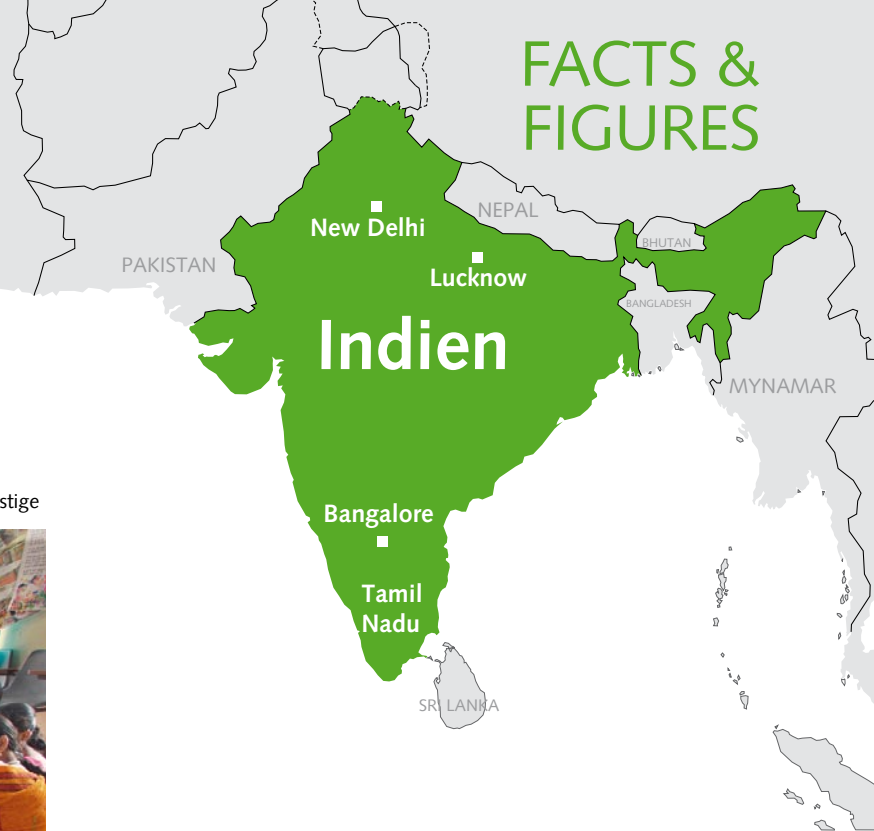 FACTS &
FIGURES
NEPAL
New Delhi
BHUTAN
PAKISTAN
Lucknow
BANGLADESH
Indien
MYNAMAR
stige
Bangalore
Tamil
Nadu
SRI LANKA